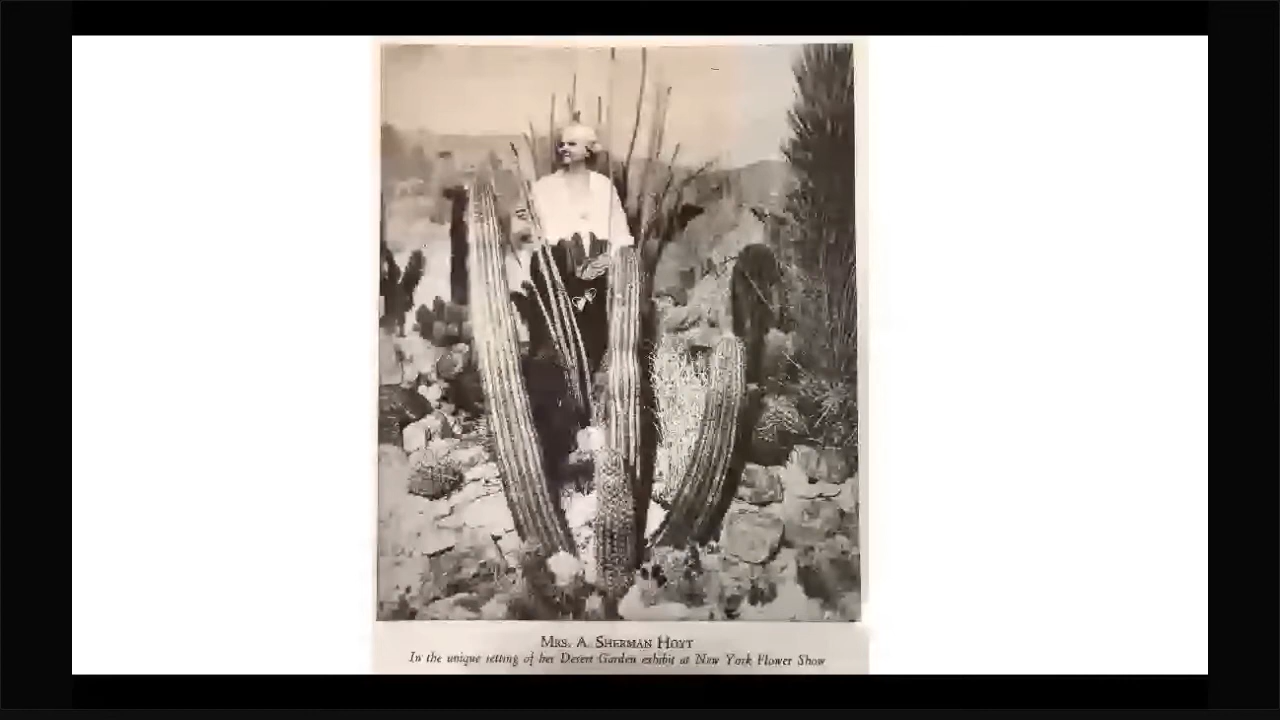 Mrs. A. Sherman Hoyt
In the unique setting of her Desert Garden exhibit at New York Flower Show